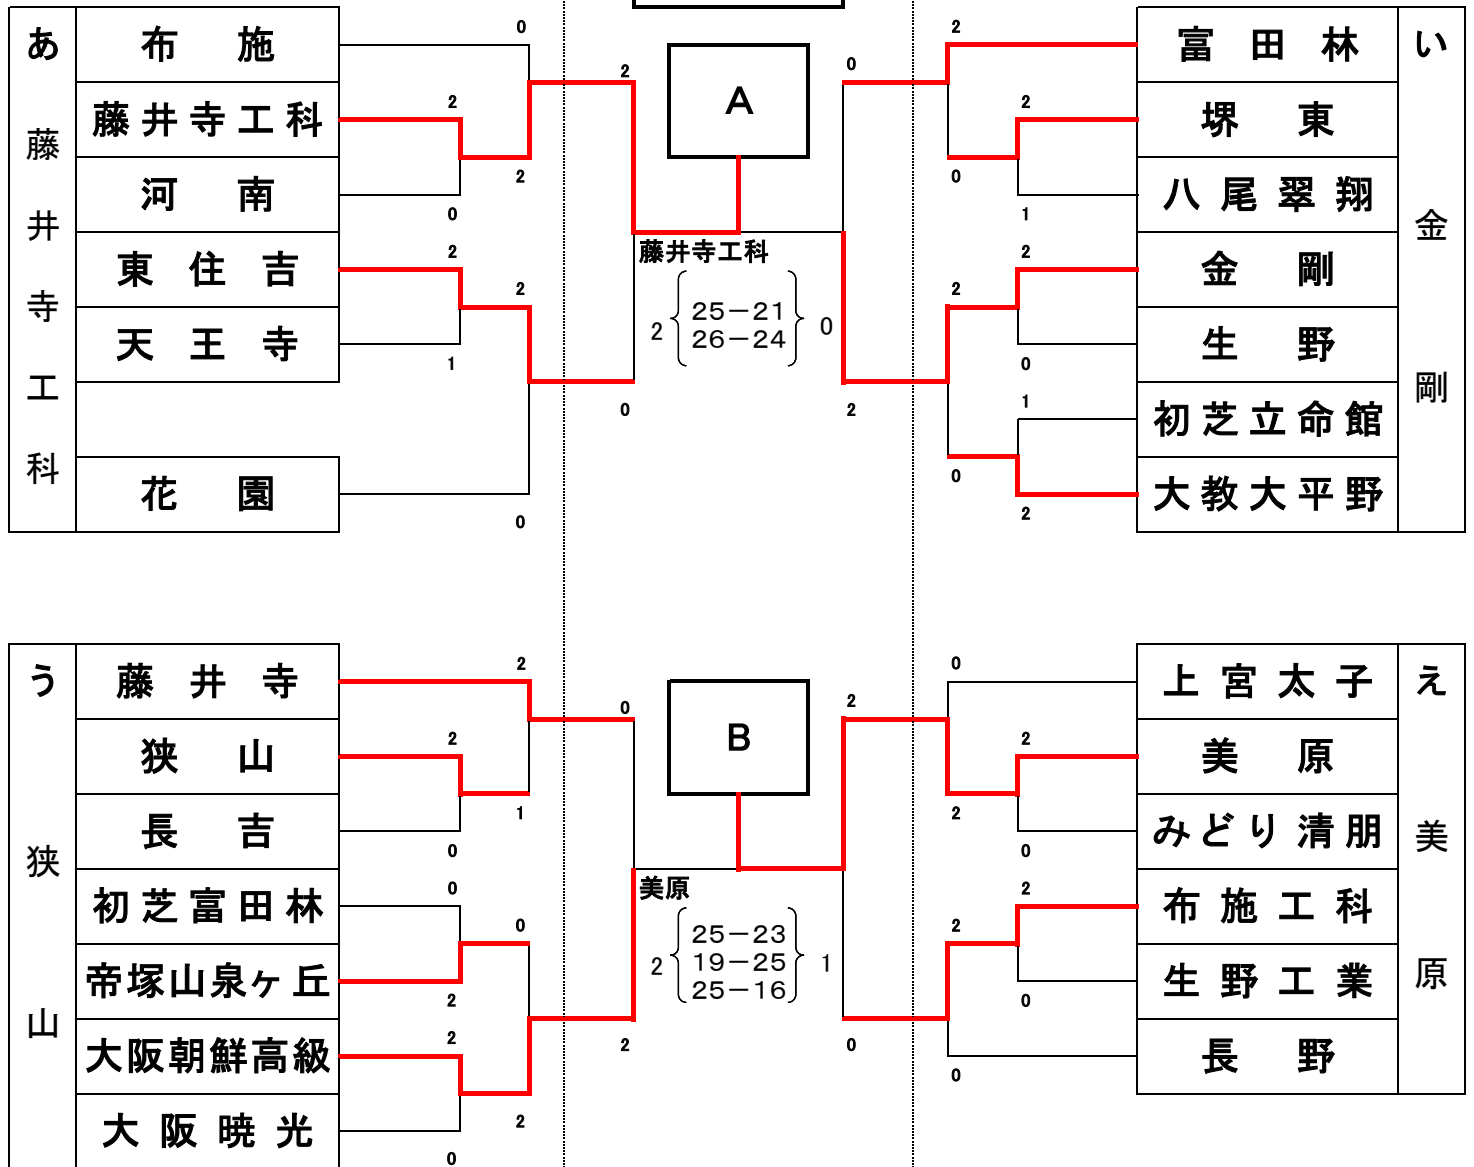 あ
藤井寺工科
布施
藤井寺工科
河南
東住吉
天王寺
花園
0
2
2
0
2
1
2
0
2
0
A
藤井寺工科
2
25－21
26－24
0
0
2
2
0
2
1
2
2
0
1
0
2
富田林
堺東
八尾翠翔
金剛
生野
初芝立命館
大教大平野
い
金剛
う
狭山
藤井寺
狭山
長吉
初芝富田林
帝塚山泉ヶ丘
大阪朝鮮高級
大阪暁光
2
2
1
0
0
0
2
2
2
0
0
2
B
美原
2
25－23
19－25
25－16
1
2
0
0
2
2
0
2
2
0
0
上宮太子
美原
みどり清朋
布施工科
生野工業
長野
え
美原